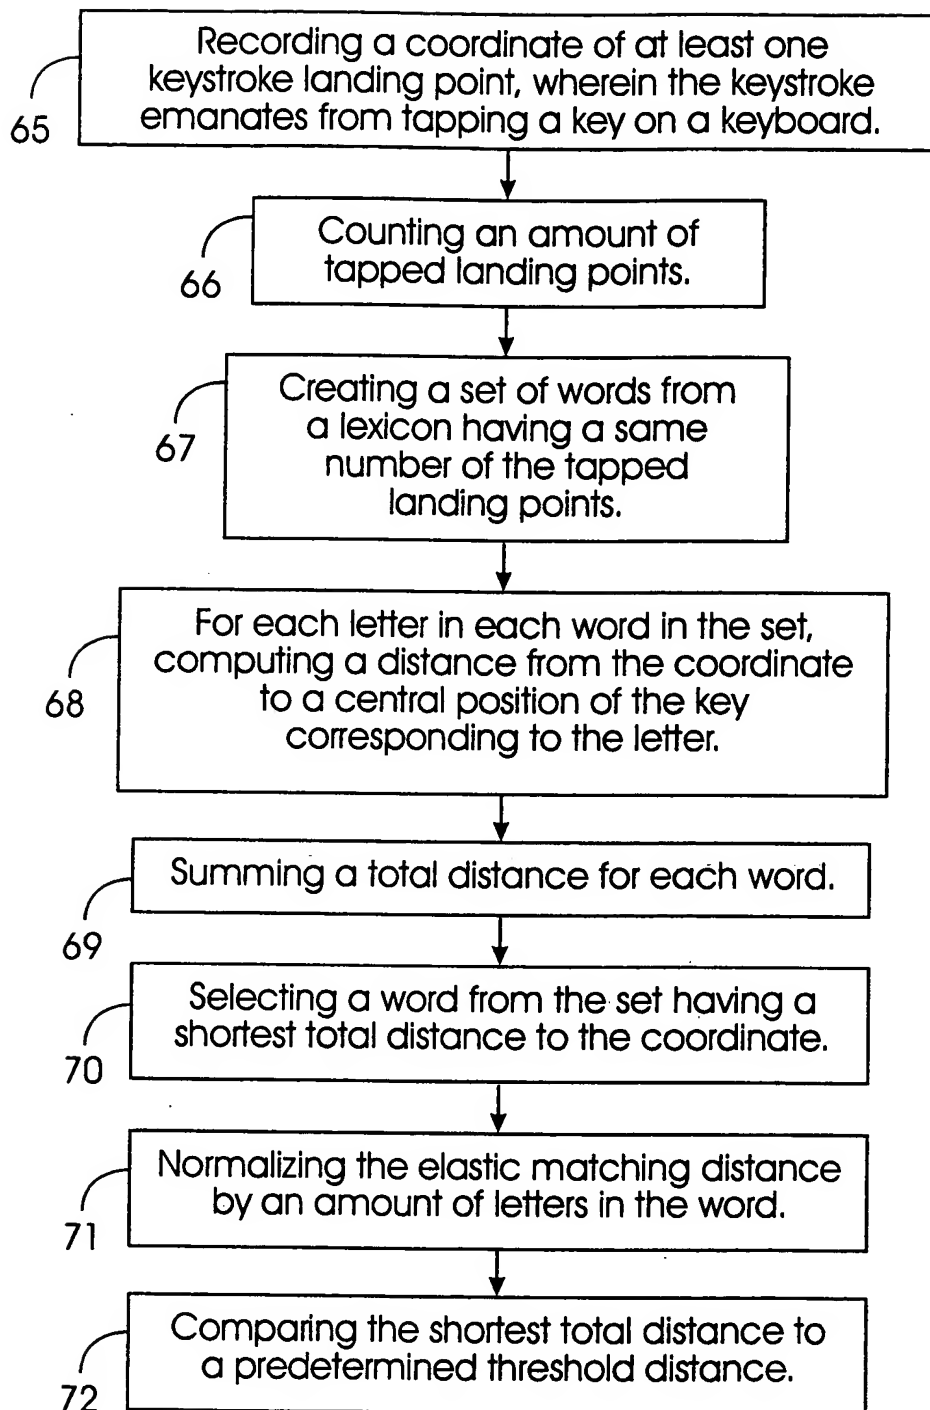 Recording a coordinate of at least one
keystroke landing point, wherein the keystroke
emanates from tapping a key on a keyboard.
65
Counting an amount of
tapped landing points.
66
Creating a set of words from
a lexicon having a same
number of the tapped
landing points.
67
For each letter in each word in the set,
computing a distance from the coordinate
to a central position of the key
corresponding to the letter.
68
Summing a total distance for each word.
69
Selecting a word from the set having a
shortest total distance to the coordinate.
70
Normalizing the elastic matching distance
by an amount of letters in the word.
71
Comparing the shortest total distance to
a predetermined threshold distance.
72